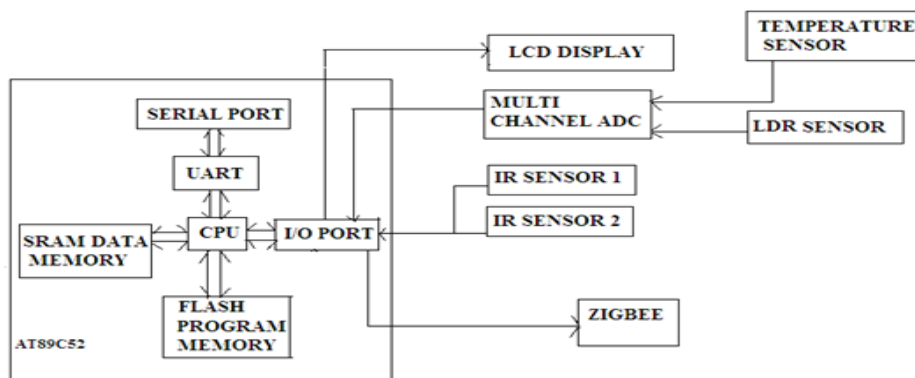 TEMPERATURE
SENSOR
LCD DISPLAY
MULTI
CHANNEL ADC
LDR SENSOR
SERIAL PORT
UART
IR SENSOR 1
IR SENSOR 2
CPU
I/O PORT
SRAM DATA
MEMORY
FLASH
PROGRAM
MEMORY
ZIGBEE
AT89C52